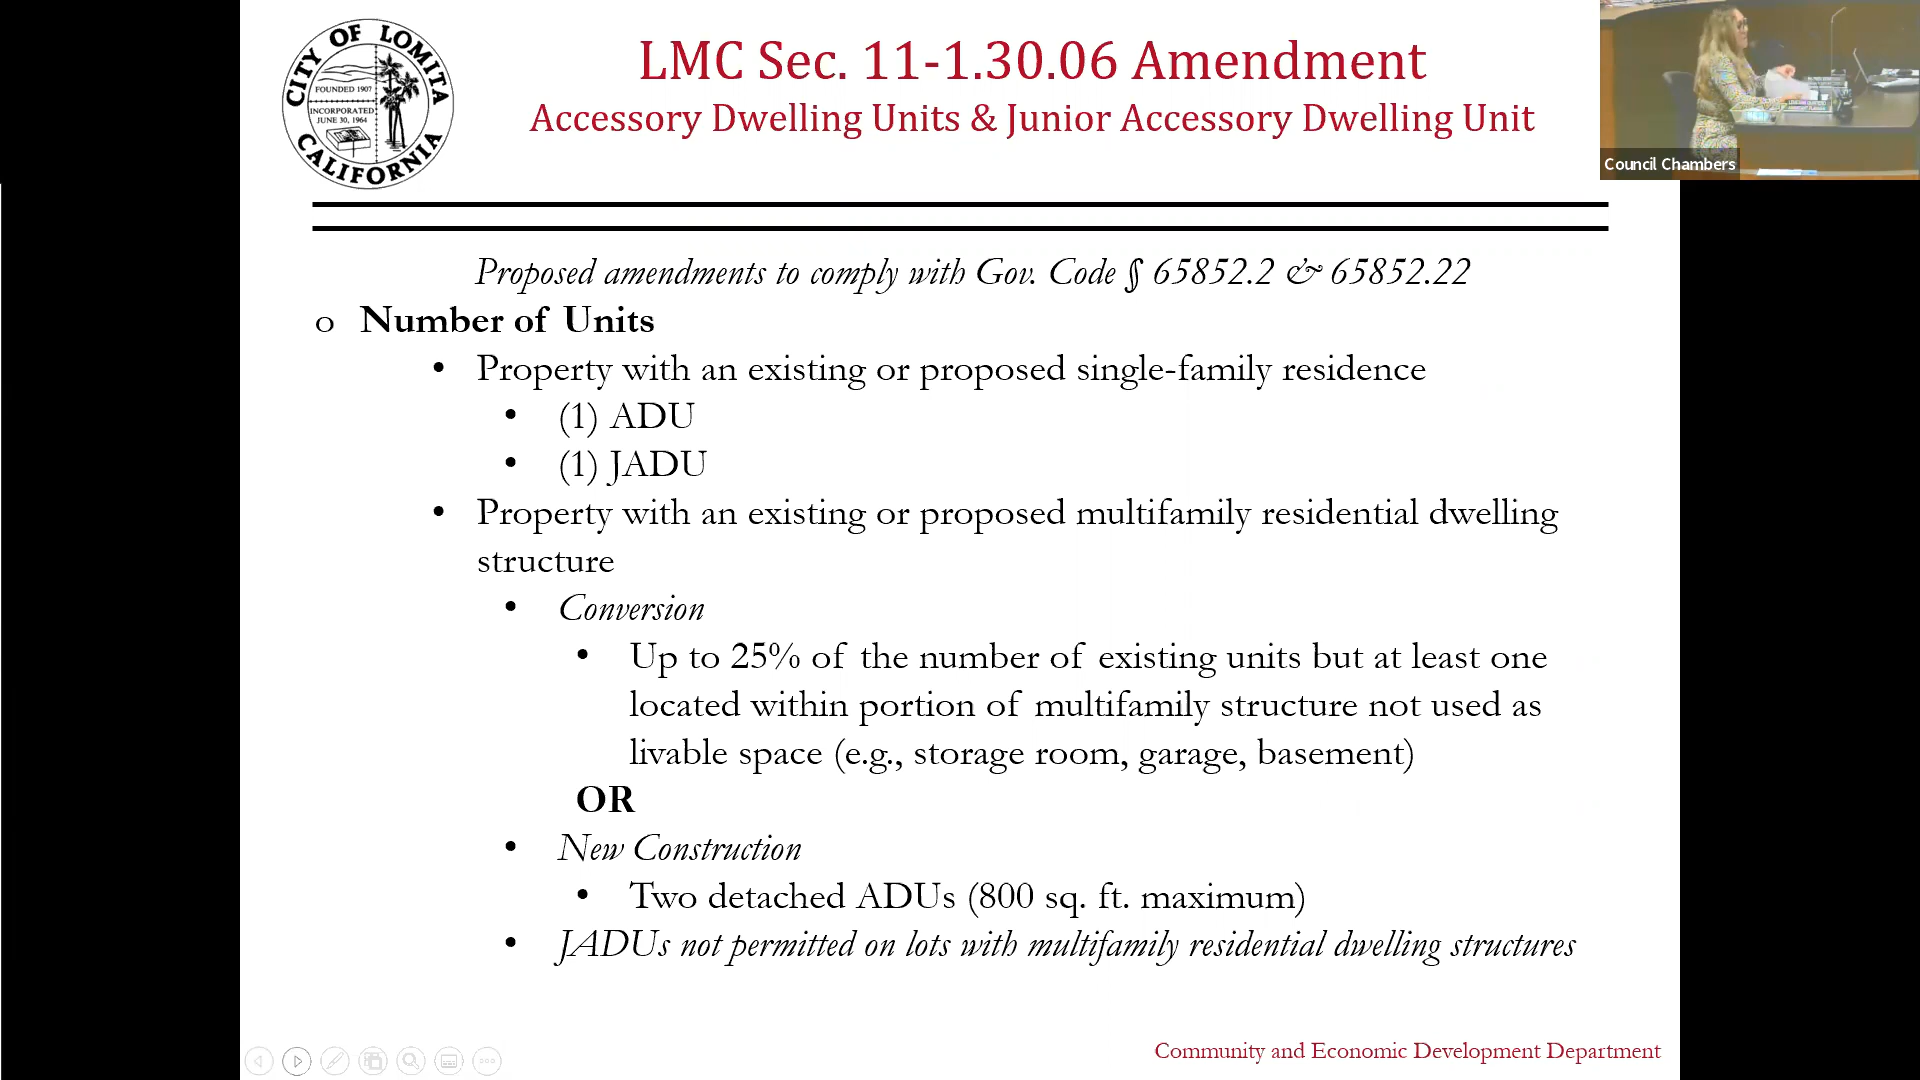 CITY OF LOMITA
FOUNDED 1907
INCORPORATED
JUNE 30, 1964
CALIFORNIA
LMC Sec. 11-1.30.06 Amendment
Accessory Dwelling Units & Junior Accessory Dwelling Unit
Council Chambers
Proposed amendments to comply with Gov. Code § 65852.2 & 65852.22
o Number of Units
• Property with an existing or proposed single-family residence
• (1) ADU
• (1) JADU
• Property with an existing or proposed multifamily residential dwelling
structure
• Conversion
• Up to 25% of the number of existing units but at least one
located within portion of multifamily structure not used as
livable space (e.g., storage room, garage, basement)
OR
• New Construction
• Two detached ADUs (800 sq. ft. maximum)
• JADUs not permitted on lots with multifamily residential dwelling structures
Community and Economic Development Department